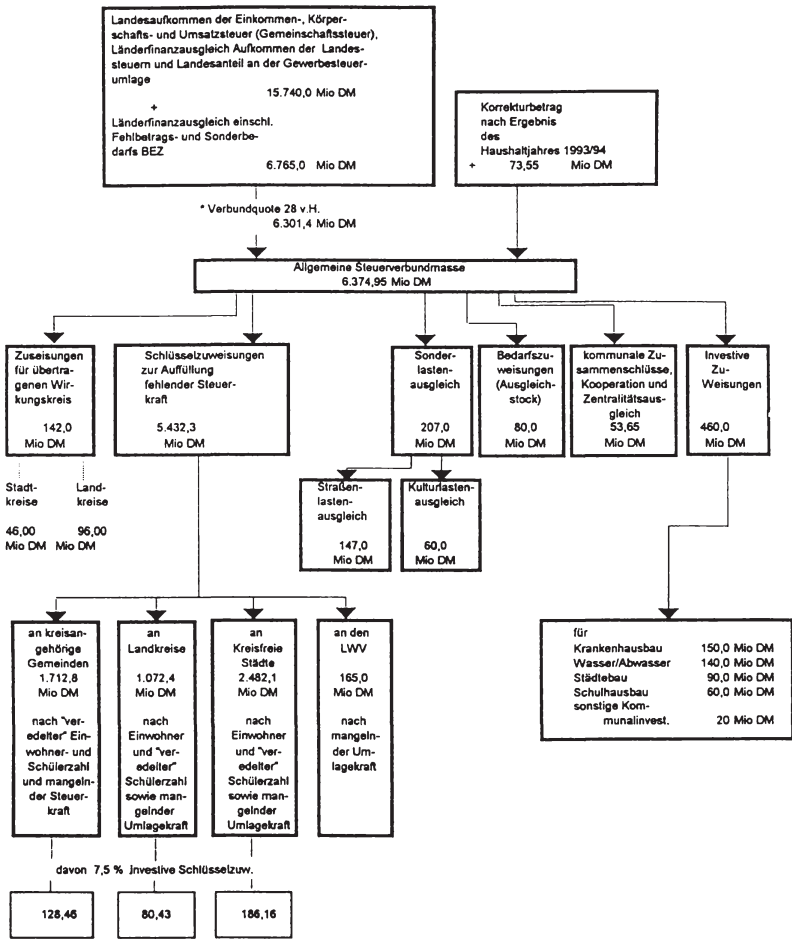 Landesaufkommen der Einkommen-, Körper-
schafts- und Umsatzsteuer (Gemeinschaftssteuer),
Länderfinanzausgleich Aufkommen der Landes-
steuern und Landesanteil an der Gewerbesteuer-
umlage
15.740,0 Mio DM
+
Länderfinanzausgleich einschl.
Fehlbetrags- und Sonderbe-
darfs BEZ
6.765,0 Mio DM
Korrekturbetrag
nach Ergebnis
des
Haushaltjahres 1993/94
+ 73,55 Mio DM
* Verbundquote 28 v.H.
6.301,4 Mio DM
Allgemeine Steuerverbundmasse
6.374,95 Mio DM
Zuseisungen
für übertra-
genen Wir-
kungskreis
142,0
Mio DM
Schlüsselzuweisungen
zur Auffüllung
fehlender Steuer-
kraft
5.432,3
Mio DM
Sonder-
lasten-
ausgleich
207,0
Mio DM
Bedarfszu-
weisungen
(Ausgleich-
stock)
80,0
Mio DM
kommunale Zu-
sammenschlüsse,
Kooperation und
Zentralitätsaus-
gleich
53,65
Mio DM
Investive
Zu-
Weisungen
460,0
Mio DM
Stadt-
kreise
46,00
Mio DM
Land-
kreise
96,00
Mio DM
Straßen-
lasten-
ausgleich
147,0
Mio DM
Kulturlasten-
ausgleich
60,0
Mio DM
an kreisan-
gehörige
Gemeinden
1.712,8
Mio DM
nach "ver-
edelter" Ein-
wohner- und
Schülerzahl
und mangeln-
der Steuer-
kraft
an
Landkreise
1.072,4
Mio DM
nach
Einwohner
und "ver-
edelter"
Schülerzahl
sowie man-
gelnder
Umlagekraft
an
Kreisfreie
Städte
2.482,1
Mio DM
nach
Einwohner
und "ver-
edelter"
Schülerzahl
sowie man-
gelnder
Umlagekraft
an den
LWV
165,0
Mio DM
nach
mangeln-
der Um-
lagekraft
für
Krankenhausbau 150,0 Mio DM
Wasser/Abwasser 140,0 Mio DM
Städtebau 90,0 Mio DM
Schulhausbau 60,0 Mio DM
sonstige Kom-
munalinvest. 20 Mio DM
davon 7,5 % Investive Schlüsselzuw.
128,46
80,43
186,16